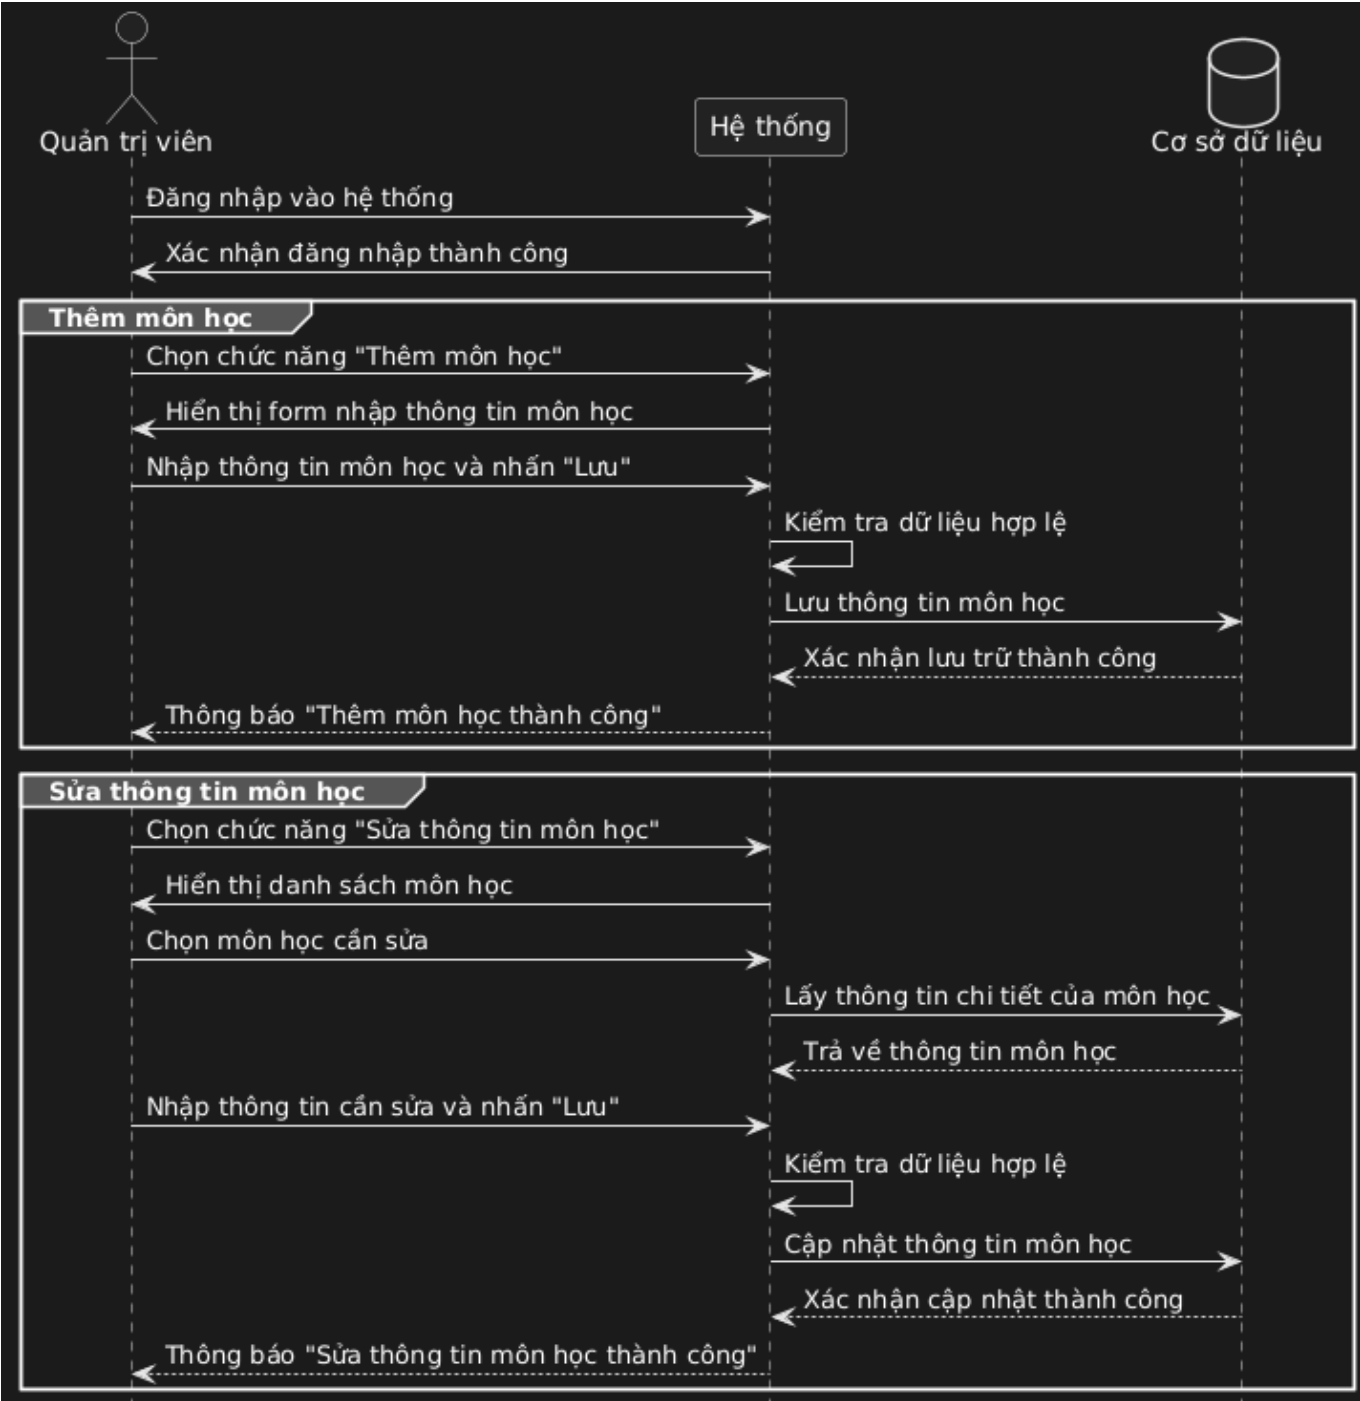 Quản trị viên
Hệ thống
Cơ sở dữ liệu
Đăng nhập vào hệ thống
Xác nhận đăng nhập thành công
Thêm môn học
Chọn chức năng "Thêm môn học"
Hiển thị form nhập thông tin môn học
Nhập thông tin môn học và nhấn "Lưu"
Kiểm tra dữ liệu hợp lệ
Lưu thông tin môn học
Xác nhận lưu trữ thành công
Thông báo "Thêm môn học thành công"
Sửa thông tin môn học
Chọn chức năng "Sửa thông tin môn học"
Hiển thị danh sách môn học
Chọn môn học cần sửa
Lấy thông tin chi tiết của môn học
Trả về thông tin môn học
Nhập thông tin cần sửa và nhấn "Lưu"
Kiểm tra dữ liệu hợp lệ
Cập nhật thông tin môn học
Xác nhận cập nhật thành công
Thông báo "Sửa thông tin môn học thành công"